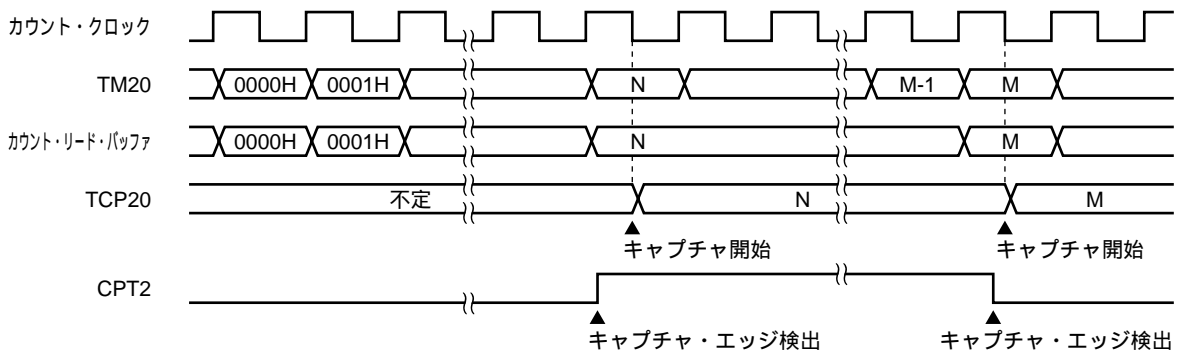 カウント・クロック
TM20 0000H 0001H N M-1 M
カウント・リード・バッファ 0000H 0001H N M
TCP20 不定 N M
キャプチャ開始 キャプチャ開始
CPT2
キャプチャ・エッジ検出 キャプチャ・エッジ検出